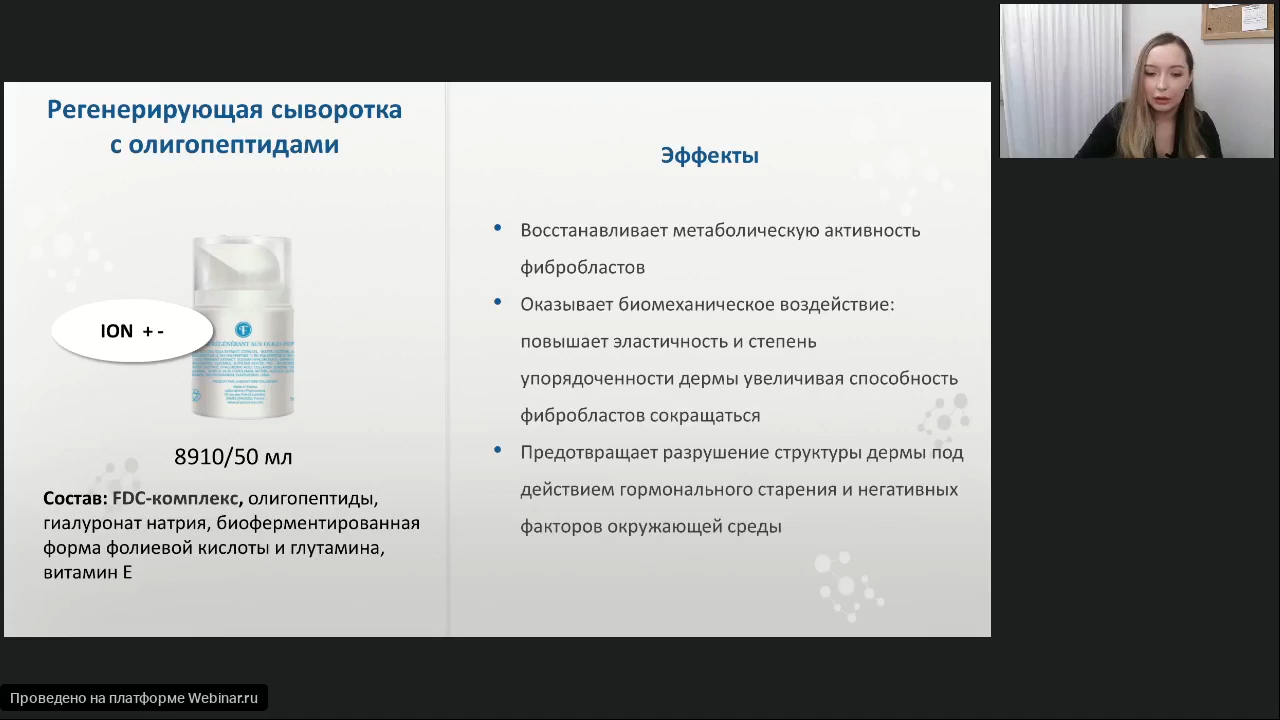 Регенерирующая сыворотка
с олигопептидами
ION + -
8910/50 мл
Состав: FDC-комплекс, олигопептиды,
гиалуронат натрия, биоферментированная
форма фолиевой кислоты и глутамина,
витамин Е
Эффекты
• Восстанавливает метаболическую активность
фибробластов
• Оказывает биомеханическое воздействие:
повышает эластичность и степень
упорядоченности дермы увеличивая способность
фибробластов сокращаться
• Предотвращает разрушение структуры дермы под
действием гормонального старения и негативных
факторов окружающей среды
Проведено на платформе Webinar.ru